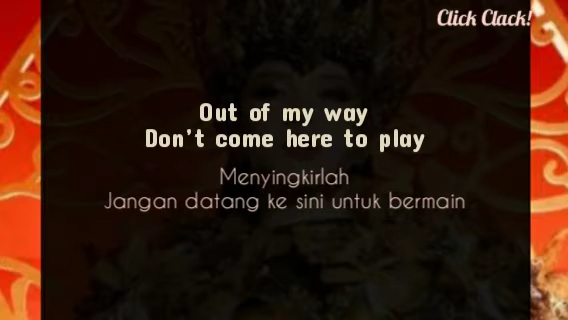 Click Clack!
Out of my way
Don't come here to play
Menyingkirlah
Jangan datang ke sini untuk bermain